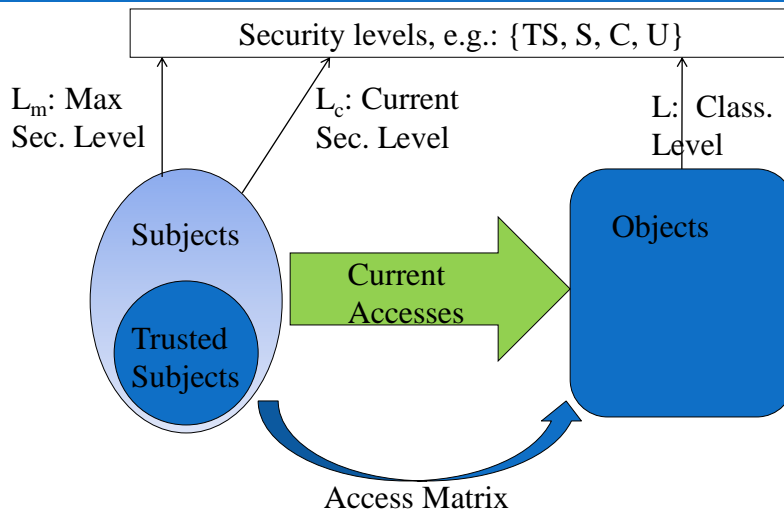 Security levels, e.g.: {TS, S, C, U}
Lm: Max
Sec. Level
Lc: Current
Sec. Level
L: Class.
Level
Subjects
Trusted
Subjects
Current
Accesses
Objects
Access Matrix